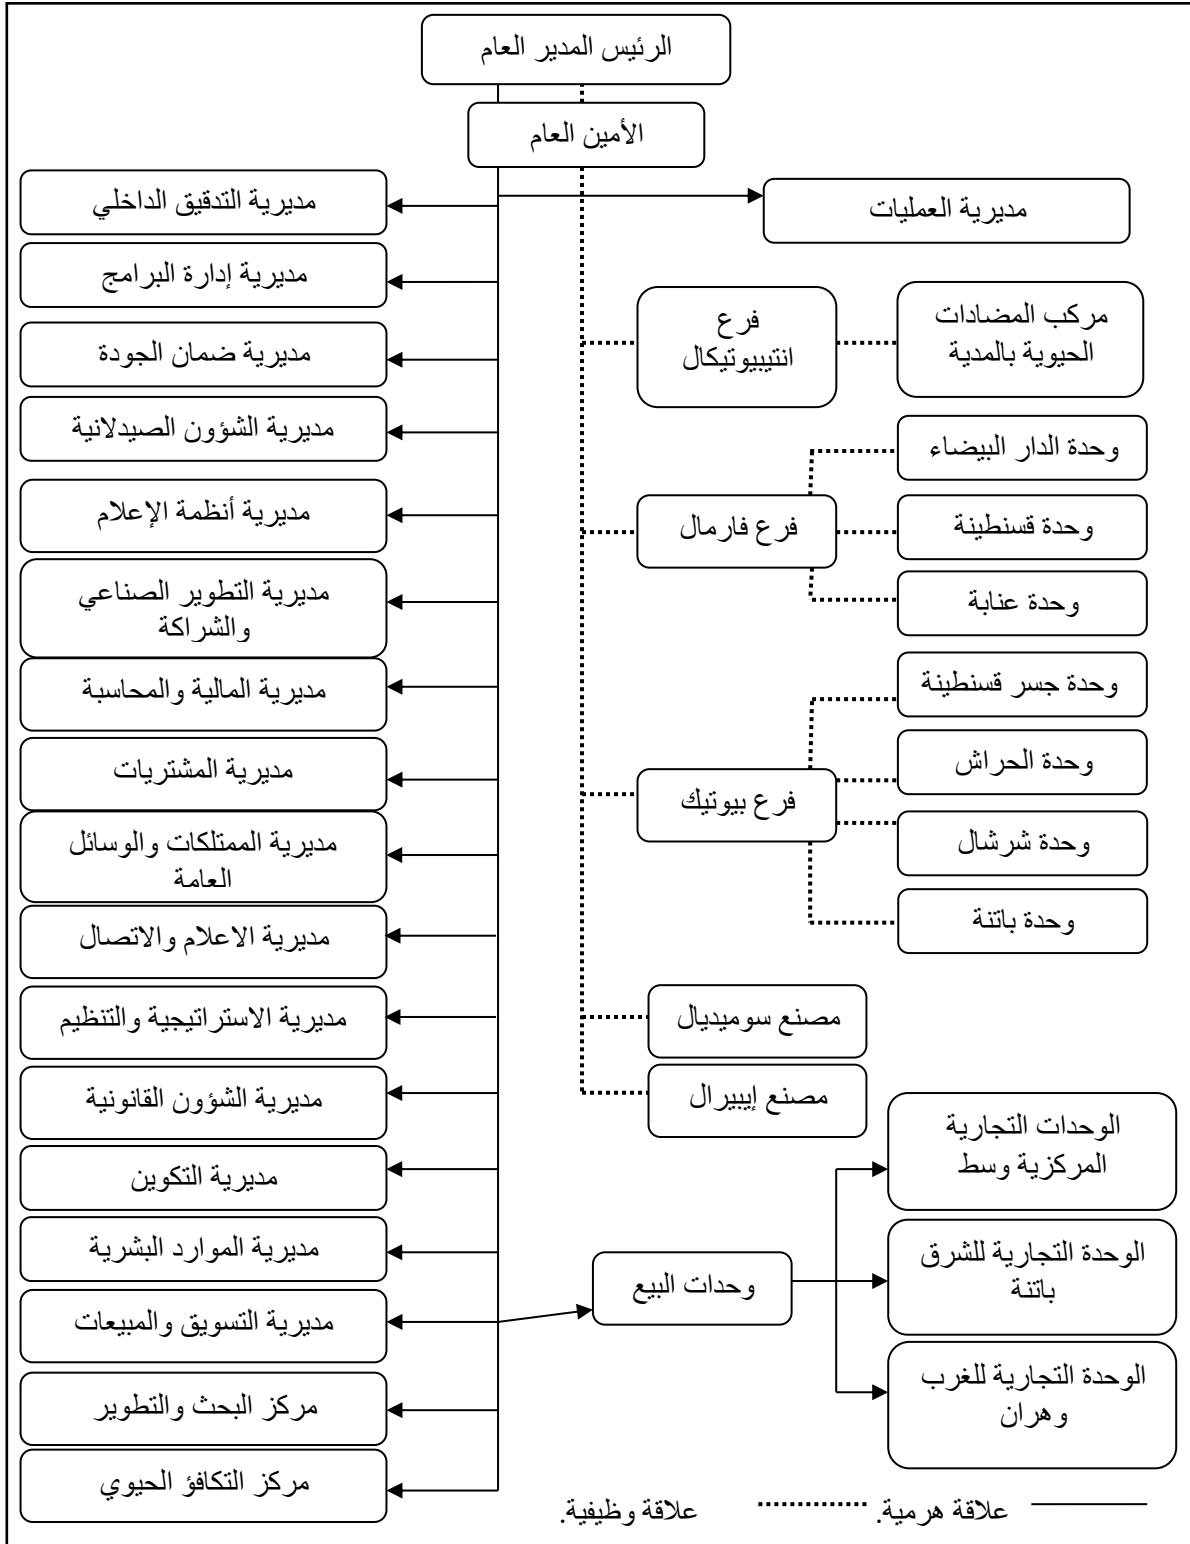 الرئيس المدير العام
الأمين العام
مديرية العمليات
مديرية التدقيق الداخلي
مديرية إدارة البرامج
مديرية ضمان الجودة
مديرية الشؤون الصيدلانية
مديرية أنظمة الإعلام
مديرية التطوير الصناعي
والشراكة
مديرية المالية والمحاسبة
مديرية المشتريات
مديرية الممتلكات والوسائل
العامة
مديرية الاعلام والاتصال
مديرية الاستراتيجية والتنظيم
مديرية الشؤون القانونية
مديرية التكوين
مديرية الموارد البشرية
مديرية التسويق والمبيعات
مركز البحث والتطوير
مركز التكافؤ الحيوي
فرع
انتيبيوتيكال
مركب المضادات
الحيوية بالمدية
فرع فارمال
وحدة الدار البيضاء
وحدة قسنطينة
وحدة عنابة
فرع بيوتيك
وحدة جسر قسنطينة
وحدة الحراش
وحدة شرشال
وحدة باتنة
مصنع سوميديال
مصنع إيبيرال
وحدات البيع
الوحدات التجارية
المركزية وسط
الوحدة التجارية للشرق
باتنة
الوحدة التجارية للغرب
وهران
علاقة هرمية. علاقة وظيفية.